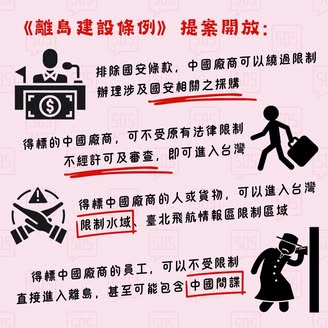 《離島建設條例》 提案開放:
排除國安條款, 中國廠商可以繞過限制
辦理涉及國安相關之採購
得標的中國廠商, 可不受原有法律限制
不經許可及審查, 即可進入台灣
得標中國廠商的人或貨物, 可以進入台灣
限制水域、臺北飛航情報區限制區域
得標中國廠商的員工, 可以不受限制
直接進入離島, 甚至可能包含中國間諜